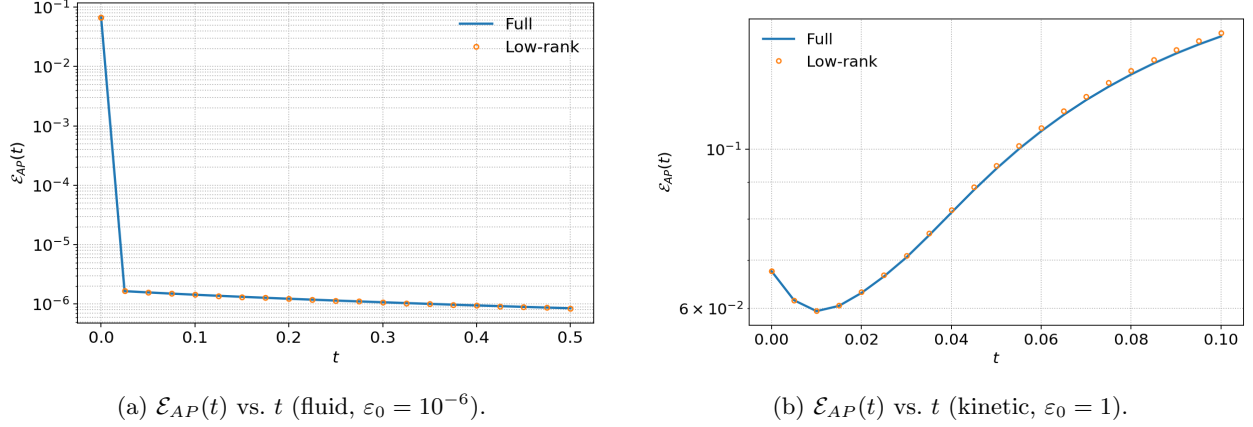 10⁻¹
10⁻²
10⁻³
10⁻⁴
10⁻⁵
10⁻⁶
ℰ_AP(t)
Full
Low-rank
0.0 0.1 0.2 0.3 0.4 0.5
t
(a) ℰ_AP(t) vs. t (fluid, ε₀ = 10⁻⁶).
Full
Low-rank
10⁻¹
6 × 10⁻²
ℰ_AP(t)
0.00 0.02 0.04 0.06 0.08 0.10
t
(b) ℰ_AP(t) vs. t (kinetic, ε₀ = 1).